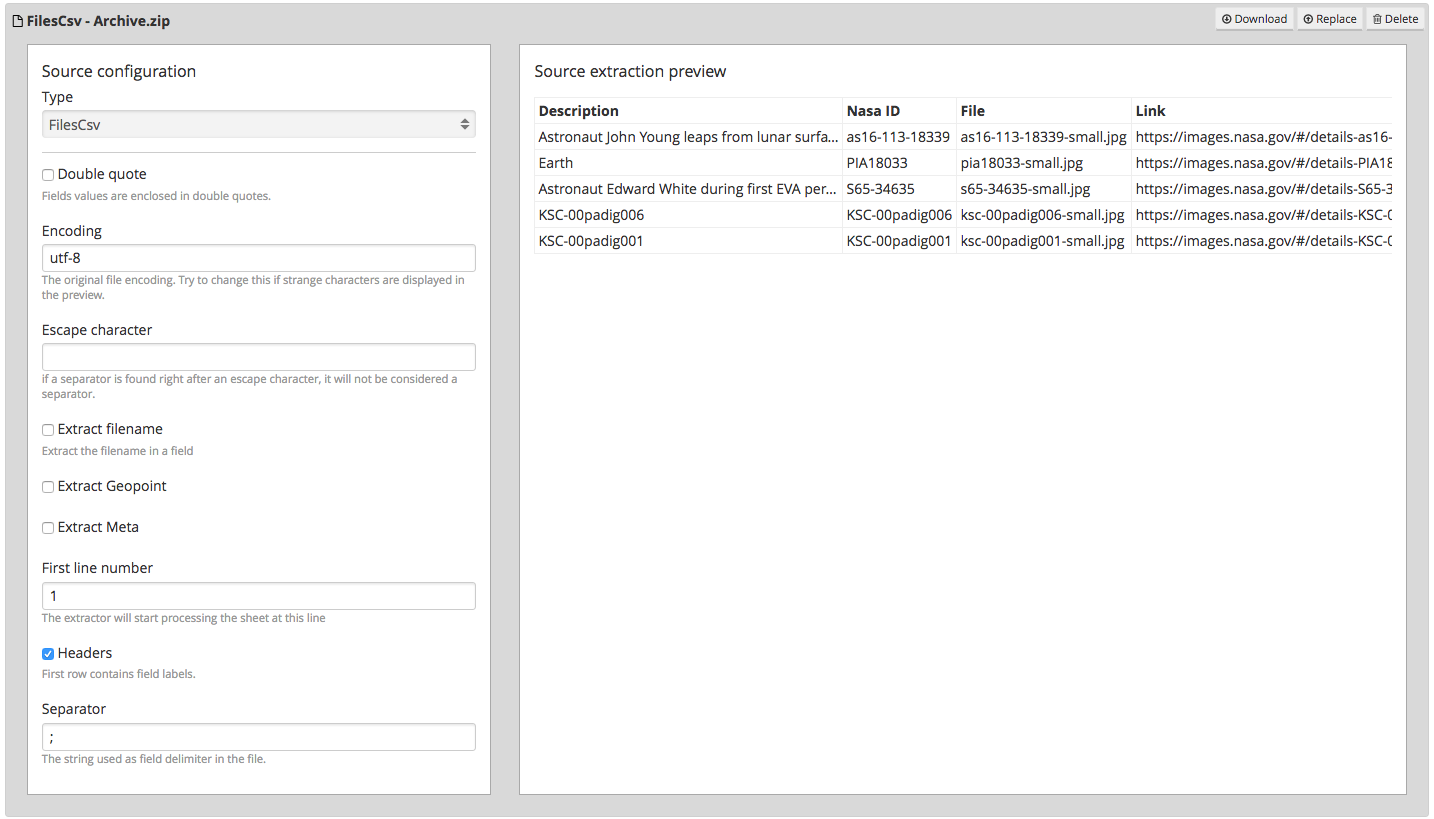 FilesCsv - Archive.zip
Download Replace Delete
Source configuration
Type
FilesCsv
Double quote
Fields values are enclosed in double quotes.
Encoding
utf-8
The original file encoding. Try to change this if strange characters are displayed in
the preview.
Escape character
if a separator is found right after an escape character, it will not be considered a
separator.
Extract filename
Extract the filename in a field
Extract Geopoint
Extract Meta
First line number
1
The extractor will start processing the sheet at this line
Headers
First row contains field labels.
Separator
;
The string used as field delimiter in the file.
Source extraction preview
Description Nasa ID File Link
Astronaut John Young leaps from lunar surfa... as16-113-18339 as16-113-18339-small.jpg https://images.nasa.gov/#/details-as16-
Earth PIA18033 pia18033-small.jpg https://images.nasa.gov/#/details-PIA18
Astronaut Edward White during first EVA per... S65-34635 s65-34635-small.jpg https://images.nasa.gov/#/details-S65-3
KSC-00padig006 KSC-00padig006 ksc-00padig006-small.jpg https://images.nasa.gov/#/details-KSC-0
KSC-00padig001 KSC-00padig001 ksc-00padig001-small.jpg https://images.nasa.gov/#/details-KSC-0